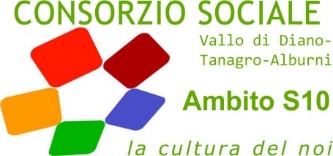 CONSORZIO SOCIALE
Vallo di Diano-
Tanagro-Alburni
Ambito S10
la cultura del noi